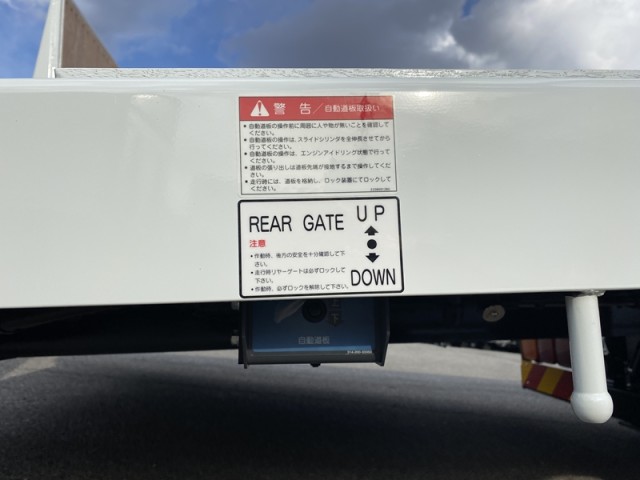 警告／自動道板取扱い
●自動道板の操作前に周囲に人や物が無いことを確認して
ください。
●自動道板の操作は、スライドシリンダを全伸長させてから
行ってください。
●自動道板の操作は、エンジンアイドリング状態で行って
ください。
●道板の張り出しは道板先端が接地するまで操作してくだ
さい。
●走行時には、道板を格納し、ロック装置にてロックして
ください。
REAR GATE UP
注意
●作動時、後方の安全を十分確認して下
さい。
●走行時リヤーゲートは必ずロックして
下さい。
●作動時、必ずロックを解除して下さい。
DOWN
自動道板